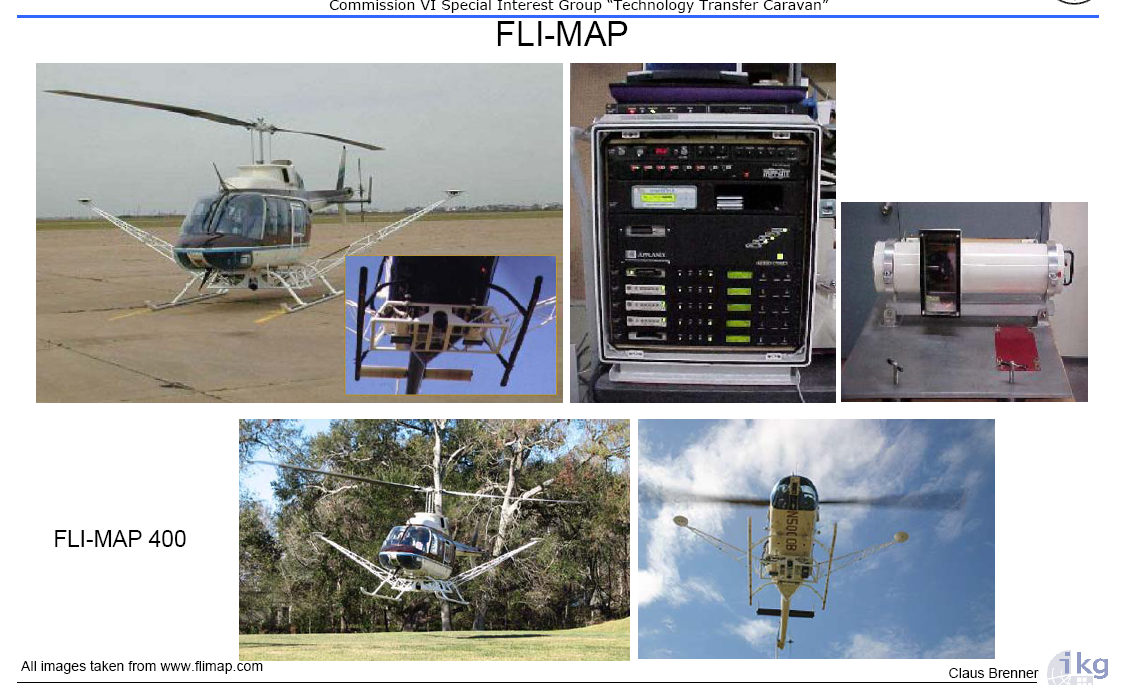 Commission VI Special Interest Group “Technology Transfer Caravan”
FLI-MAP
APPLANIX
FLI-MAP 400
All images taken from www.flimap.com
Claus Brenner
ikg